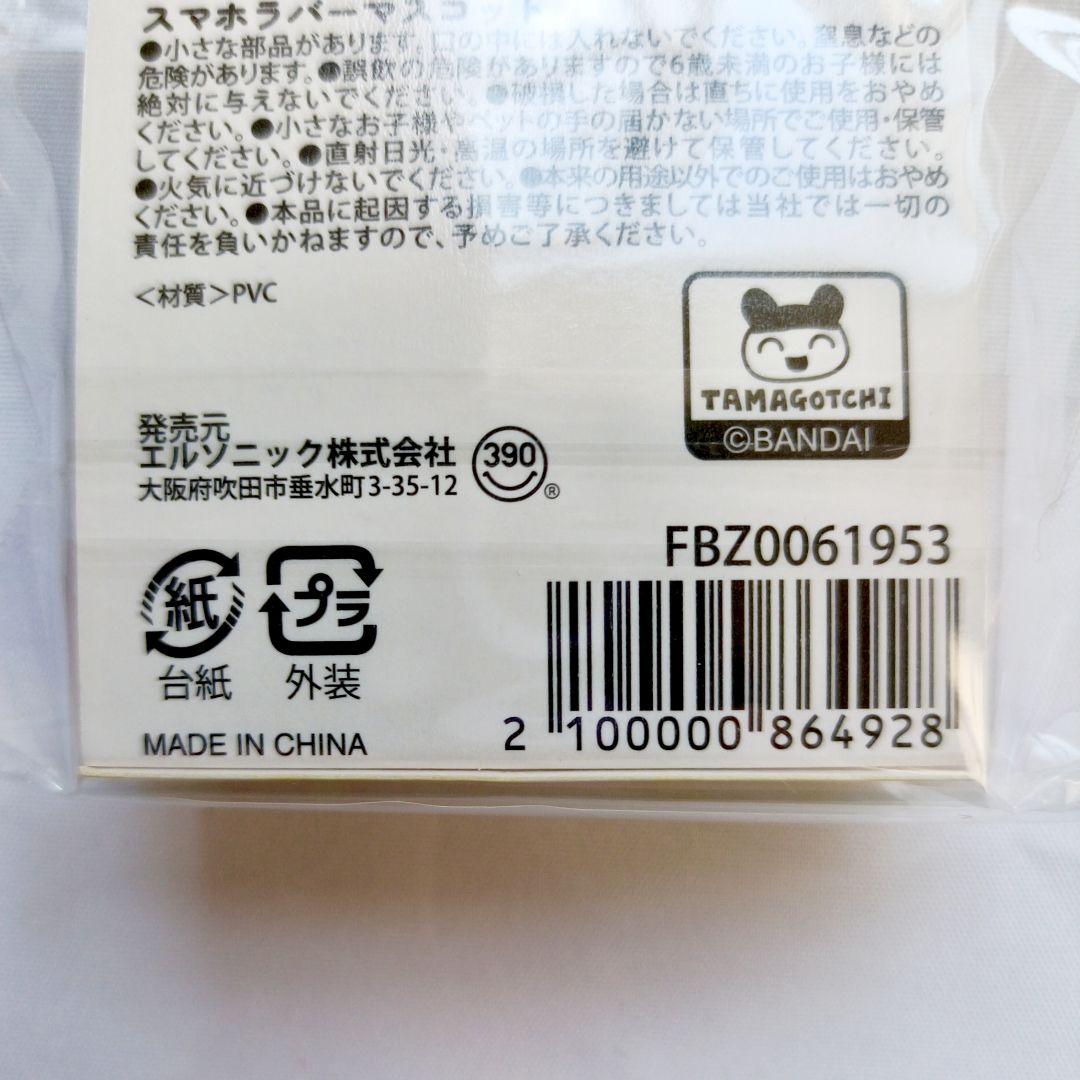 スマホラバーマスコット
●小さな部品があります。口の中には入れないでください。窒息などの
危険があります。●誤飲の危険がありますので6歳未満のお子様には
絶対に与えないでください。●破損した場合は直ちに使用をおやめ
ください。●小さなお子様やペットの手の届かない場所でご使用・保管
してください。●直射日光・高温の場所を避けて保管してください。
●火気に近づけないでください。●本来の用途以外でのご使用はおやめ
ください。●本品に起因する損害等につきましては当社では一切の
責任を負いかねますので、予めご了承ください。
<材質>PVC
TAMAGOTCHI
©BANDAI
発売元
エルソニック株式会社
大阪府吹田市垂水町3-35-12
390
®
FBZ0061953
紙
プラ
台紙
外装
MADE IN CHINA
2 100000 864928